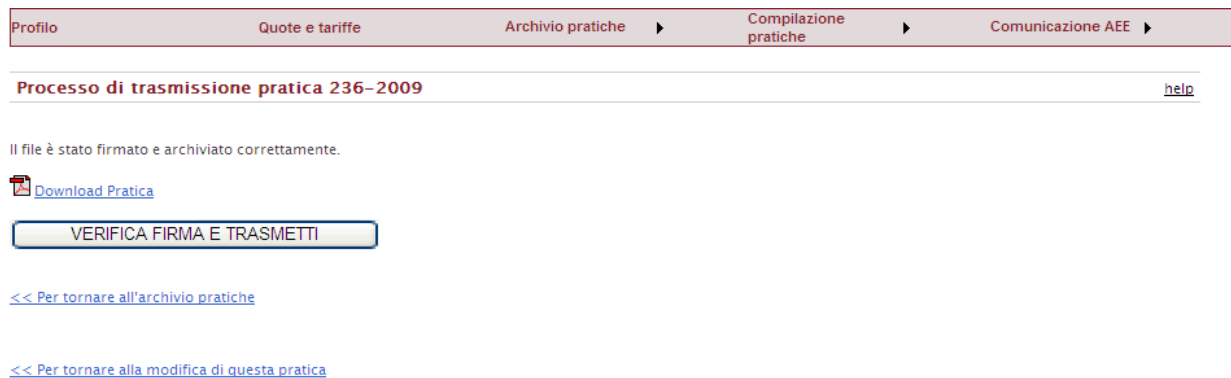 Profilo Quote e tariffe Archivio pratiche Compilazione pratiche Comunicazione AEE
Processo di trasmissione pratica 236-2009 help
Il file è stato firmato e archiviato correttamente.
Download Pratica
VERIFICA FIRMA E TRASMETTI
<< Per tornare all'archivio pratiche
<< Per tornare alla modifica di questa pratica